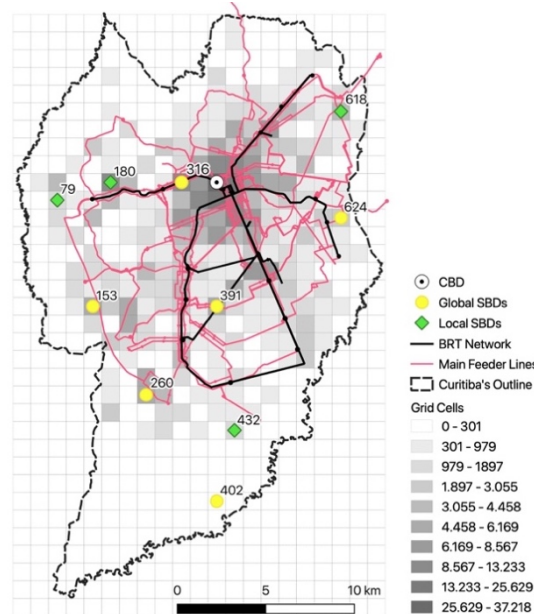 618
316
180
79
624
153
391
260
432
402
CBD
Global SBDs
Local SBDs
BRT Network
Main Feeder Lines
Curitiba's Outline
Grid Cells
0 - 301
301 - 979
979 - 1897
1.897 - 3.055
3.055 - 4.458
4.458 - 6.169
6.169 - 8.567
8.567 - 13.233
13.233 - 25.629
25.629 - 37.218
0 5 10 km